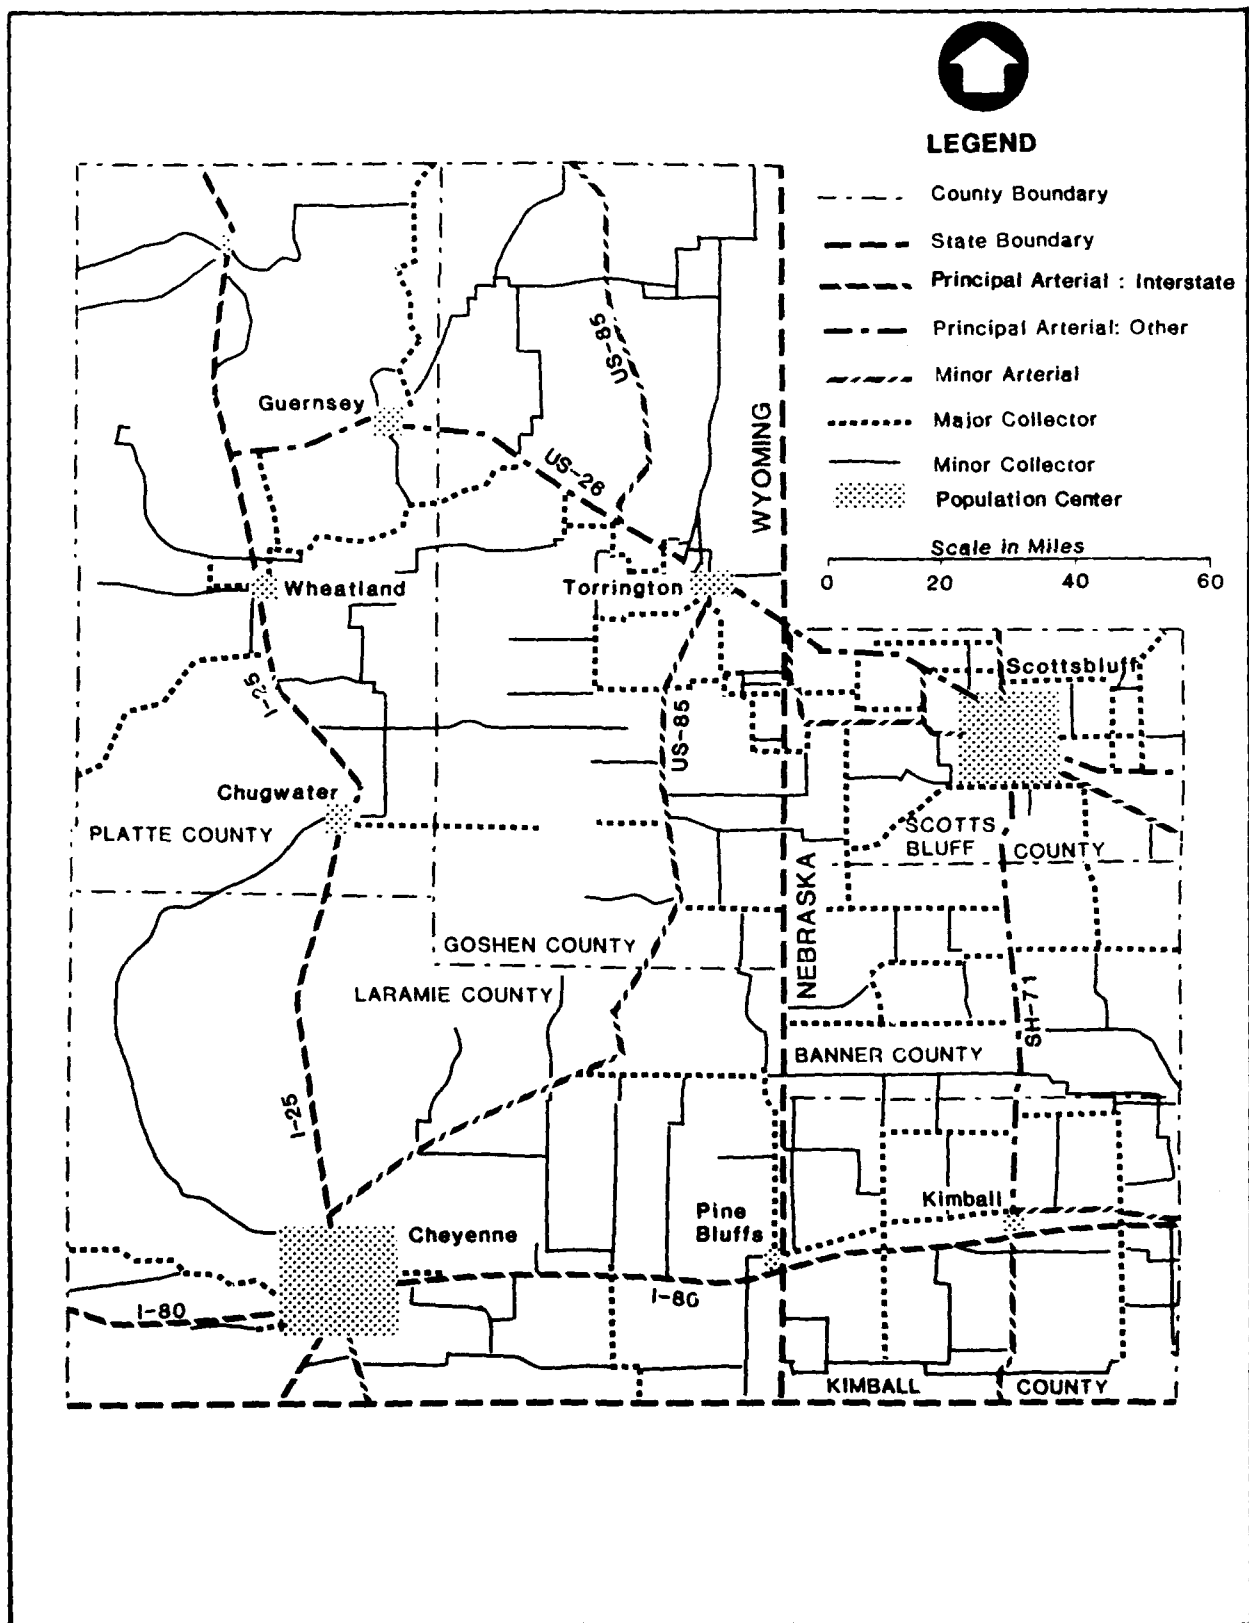 LEGEND
County Boundary
State Boundary
Principal Arterial : Interstate
Principal Arterial: Other
Minor Arterial
Major Collector
Minor Collector
Population Center
Scale in Miles
0 20 40 60
US-85
Guernsey
WYOMING
US-26
Wheatland
Torrington
Scottsbluff
I-25
US-85
Chugwater
PLATTE COUNTY
SCOTTS
BLUFF COUNTY
NEBRASKA
GOSHEN COUNTY
LARAMIE COUNTY
SH-71
BANNER COUNTY
I-25
Pine
Bluffs
Kimball
Cheyenne
I-80
I-80
KIMBALL COUNTY